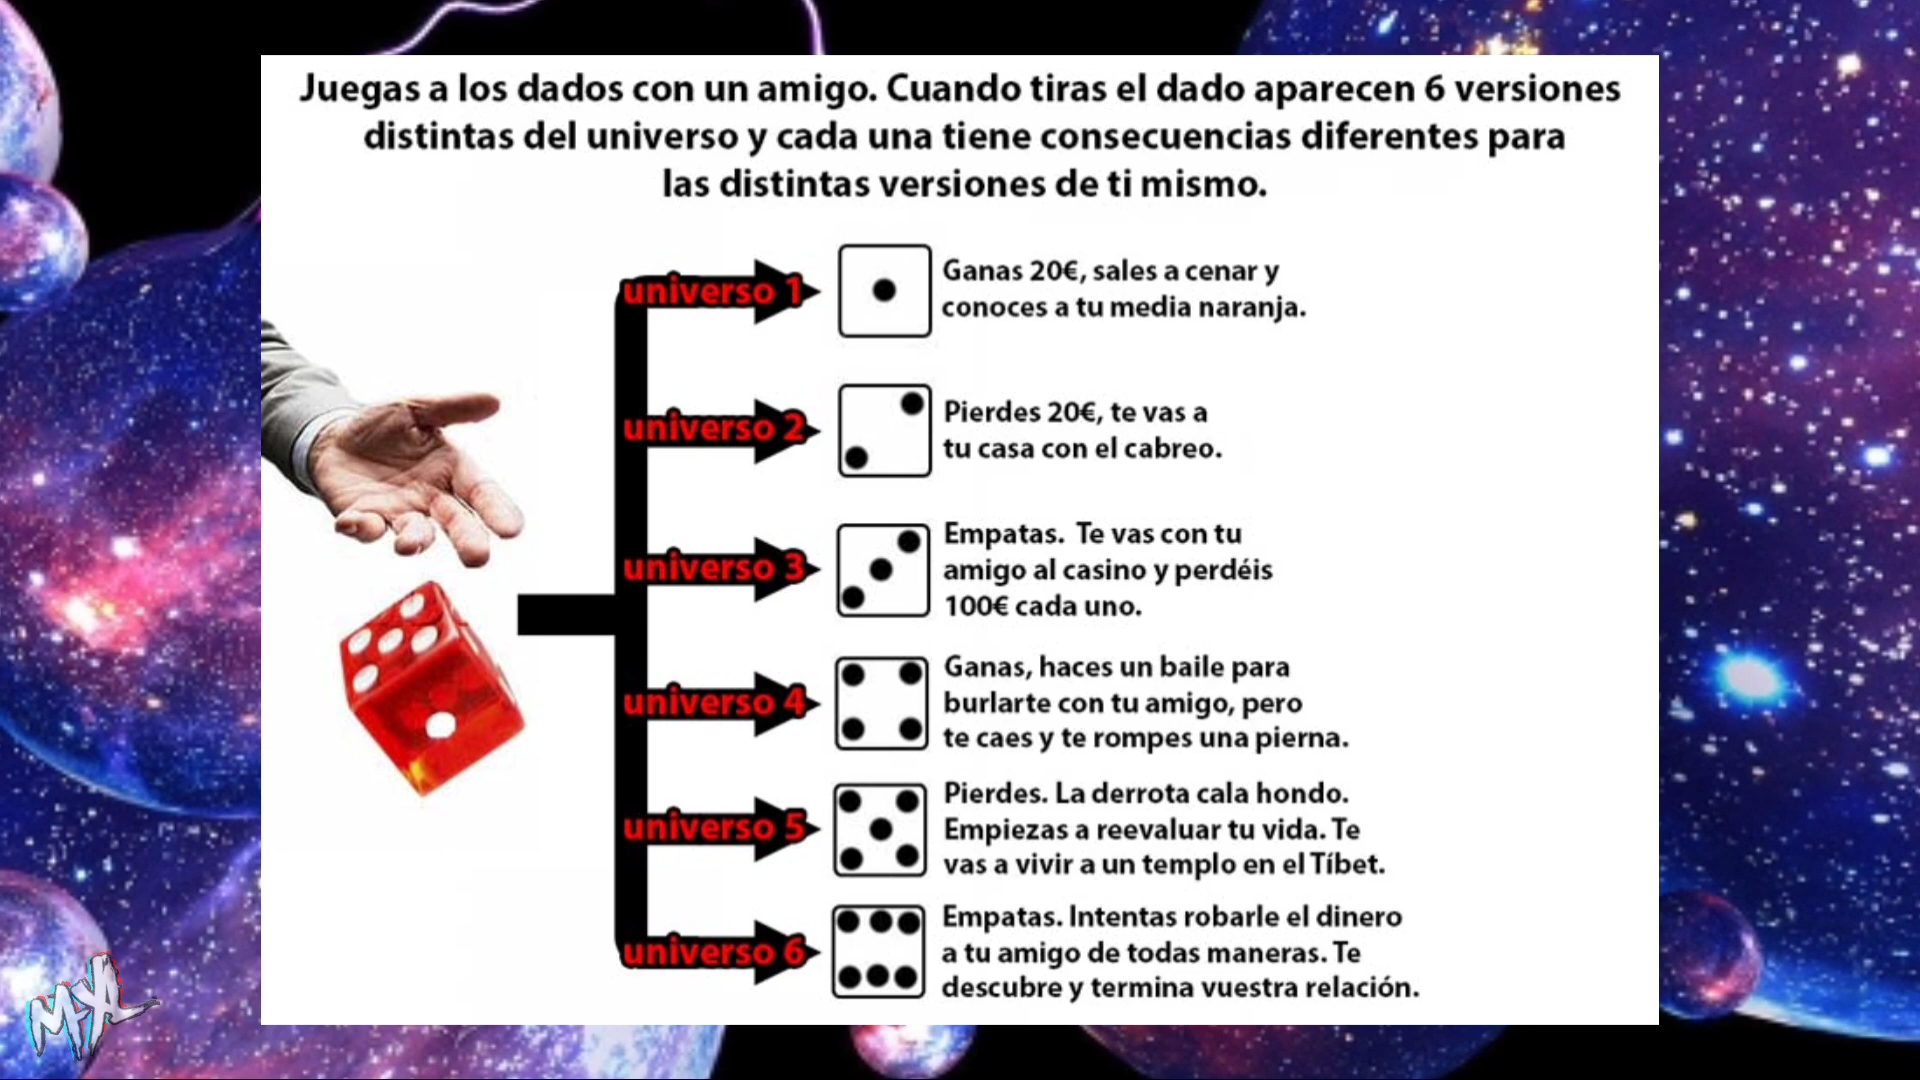 Juegas a los dados con un amigo. Cuando tiras el dado aparecen 6 versiones
distintas del universo y cada una tiene consecuencias diferentes para
las distintas versiones de ti mismo.
universo 1
Ganas 20€, sales a cenar y
conoces a tu media naranja.
universo 2
Pierdes 20€, te vas a
tu casa con el cabreo.
universo 3
Empatas. Te vas con tu
amigo al casino y perdéis
100€ cada uno.
universo 4
Ganas, haces un baile para
burlarte con tu amigo, pero
te caes y te rompes una pierna.
universo 5
Pierdes. La derrota cala hondo.
Empiezas a reevaluar tu vida. Te
vas a vivir a un templo en el Tíbet.
universo 6
Empatas. Intentas robarle el dinero
a tu amigo de todas maneras. Te
descubre y termina vuestra relación.